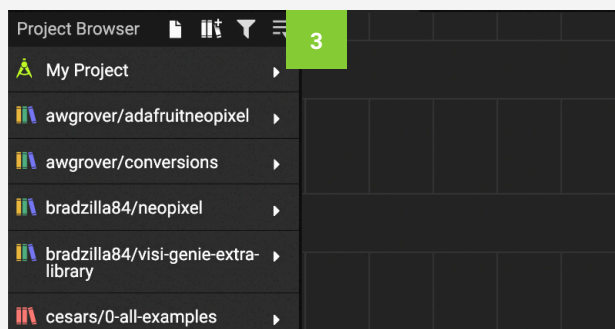 Project Browser
3
My Project
awgrover/adafruitneopixel
awgrover/conversions
bradzilla84/neopixel
bradzilla84/visi-genie-extra-
library
cesars/0-all-examples